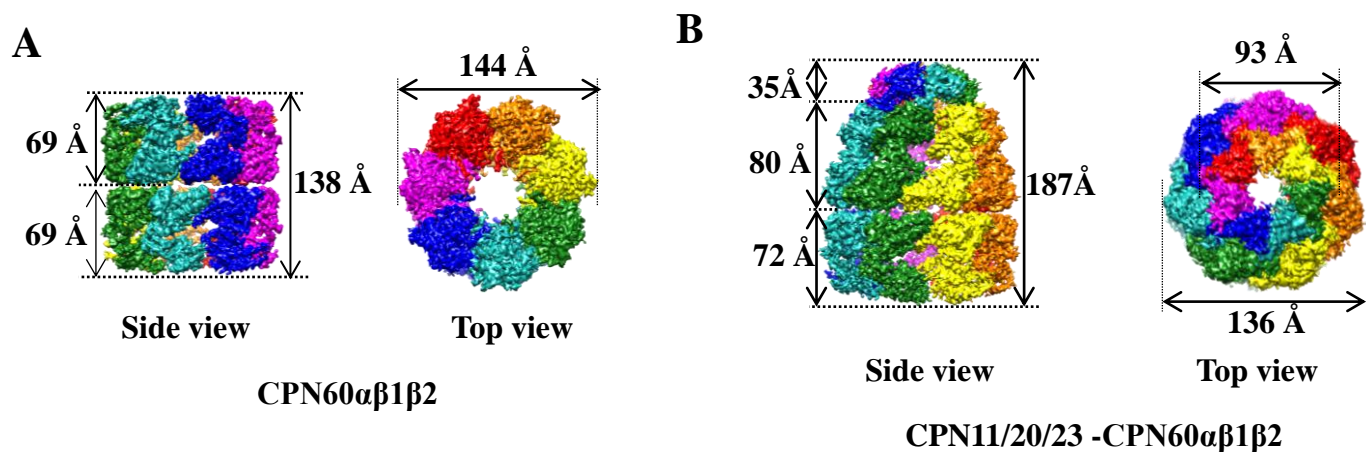 A
144 Å
69 Å
138 Å
69 Å
Side view
Top view
CPN60αβ1β2
B
93 Å
35Å
80 Å
187Å
72 Å
136 Å
Side view
Top view
CPN11/20/23 -CPN60αβ1β2